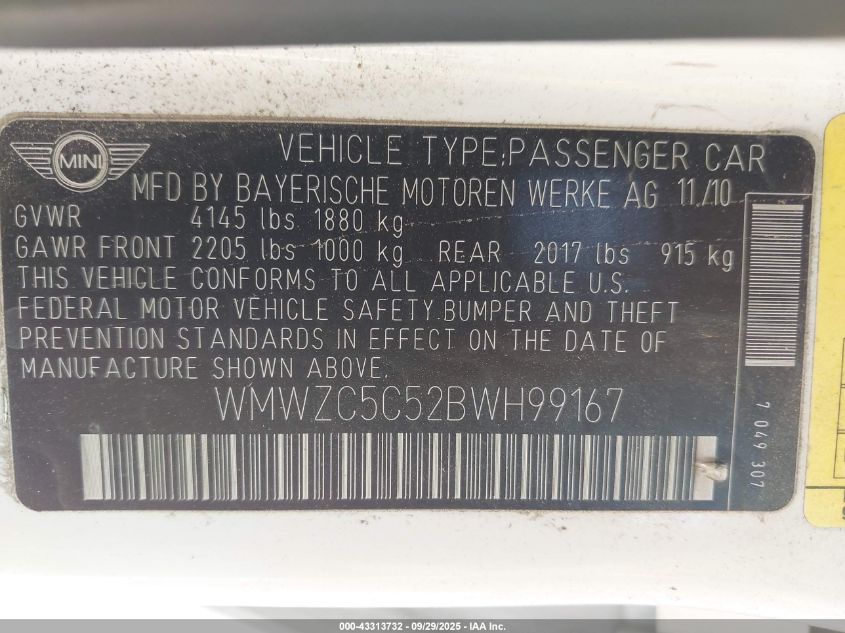 MINI
VEHICLE TYPE:PASSENGER CAR
MFD BY BAYERISCHE MOTOREN WERKE AG 11/10
GVWR 4145 lbs 1880 kg
GAWR FRONT 2205 lbs 1000 kg REAR 2017 lbs 915 kg
THIS VEHICLE CONFORMS TO ALL APPLICABLE U.S.
FEDERAL MOTOR VEHICLE SAFETY.BUMPER AND THEFT
PREVENTION STANDARDS IN EFFECT ON THE DATE OF
MANUFACTURE SHOWN ABOVE.
WMWZC5C52BWH99167
7 049 307
000-43313732 - 09/29/2025 - IAA Inc.